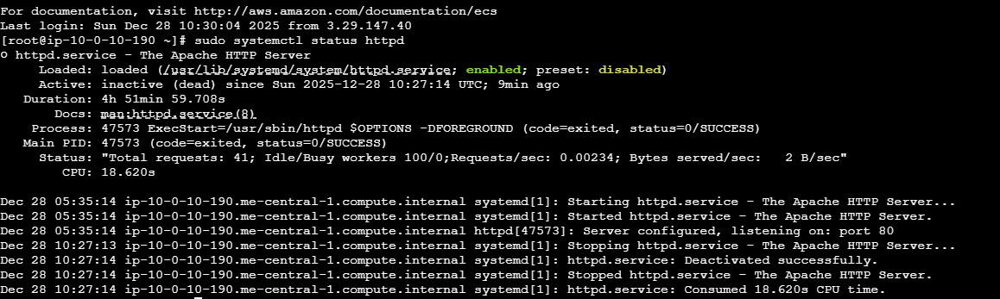 For documentation, visit http://aws.amazon.com/documentation/ecs
Last login: Sun Dec 28 10:30:04 2025 from 3.29.147.40
[root@ip-10-0-10-190 ~]# sudo systemctl status httpd
○ httpd.service - The Apache HTTP Server
Loaded: loaded (/usr/lib/systemd/system/httpd.service; enabled; preset: disabled)
Active: inactive (dead) since Sun 2025-12-28 10:27:14 UTC; 9min ago
Duration: 4h 51min 59.708s
Docs: man:httpd.service(8)
Process: 47573 ExecStart=/usr/sbin/httpd $OPTIONS -DFOREGROUND (code=exited, status=0/SUCCESS)
Main PID: 47573 (code=exited, status=0/SUCCESS)
Status: "Total requests: 41; Idle/Busy workers 100/0;Requests/sec: 0.00234; Bytes served/sec:   2 B/sec"
CPU: 18.620s
Dec 28 05:35:14 ip-10-0-10-190.me-central-1.compute.internal systemd[1]: Starting httpd.service - The Apache HTTP Server...
Dec 28 05:35:14 ip-10-0-10-190.me-central-1.compute.internal systemd[1]: Started httpd.service - The Apache HTTP Server.
Dec 28 05:35:14 ip-10-0-10-190.me-central-1.compute.internal httpd[47573]: Server configured, listening on: port 80
Dec 28 10:27:13 ip-10-0-10-190.me-central-1.compute.internal systemd[1]: Stopping httpd.service - The Apache HTTP Server...
Dec 28 10:27:14 ip-10-0-10-190.me-central-1.compute.internal systemd[1]: httpd.service: Deactivated successfully.
Dec 28 10:27:14 ip-10-0-10-190.me-central-1.compute.internal systemd[1]: Stopped httpd.service - The Apache HTTP Server.
Dec 28 10:27:14 ip-10-0-10-190.me-central-1.compute.internal systemd[1]: httpd.service: Consumed 18.620s CPU time.